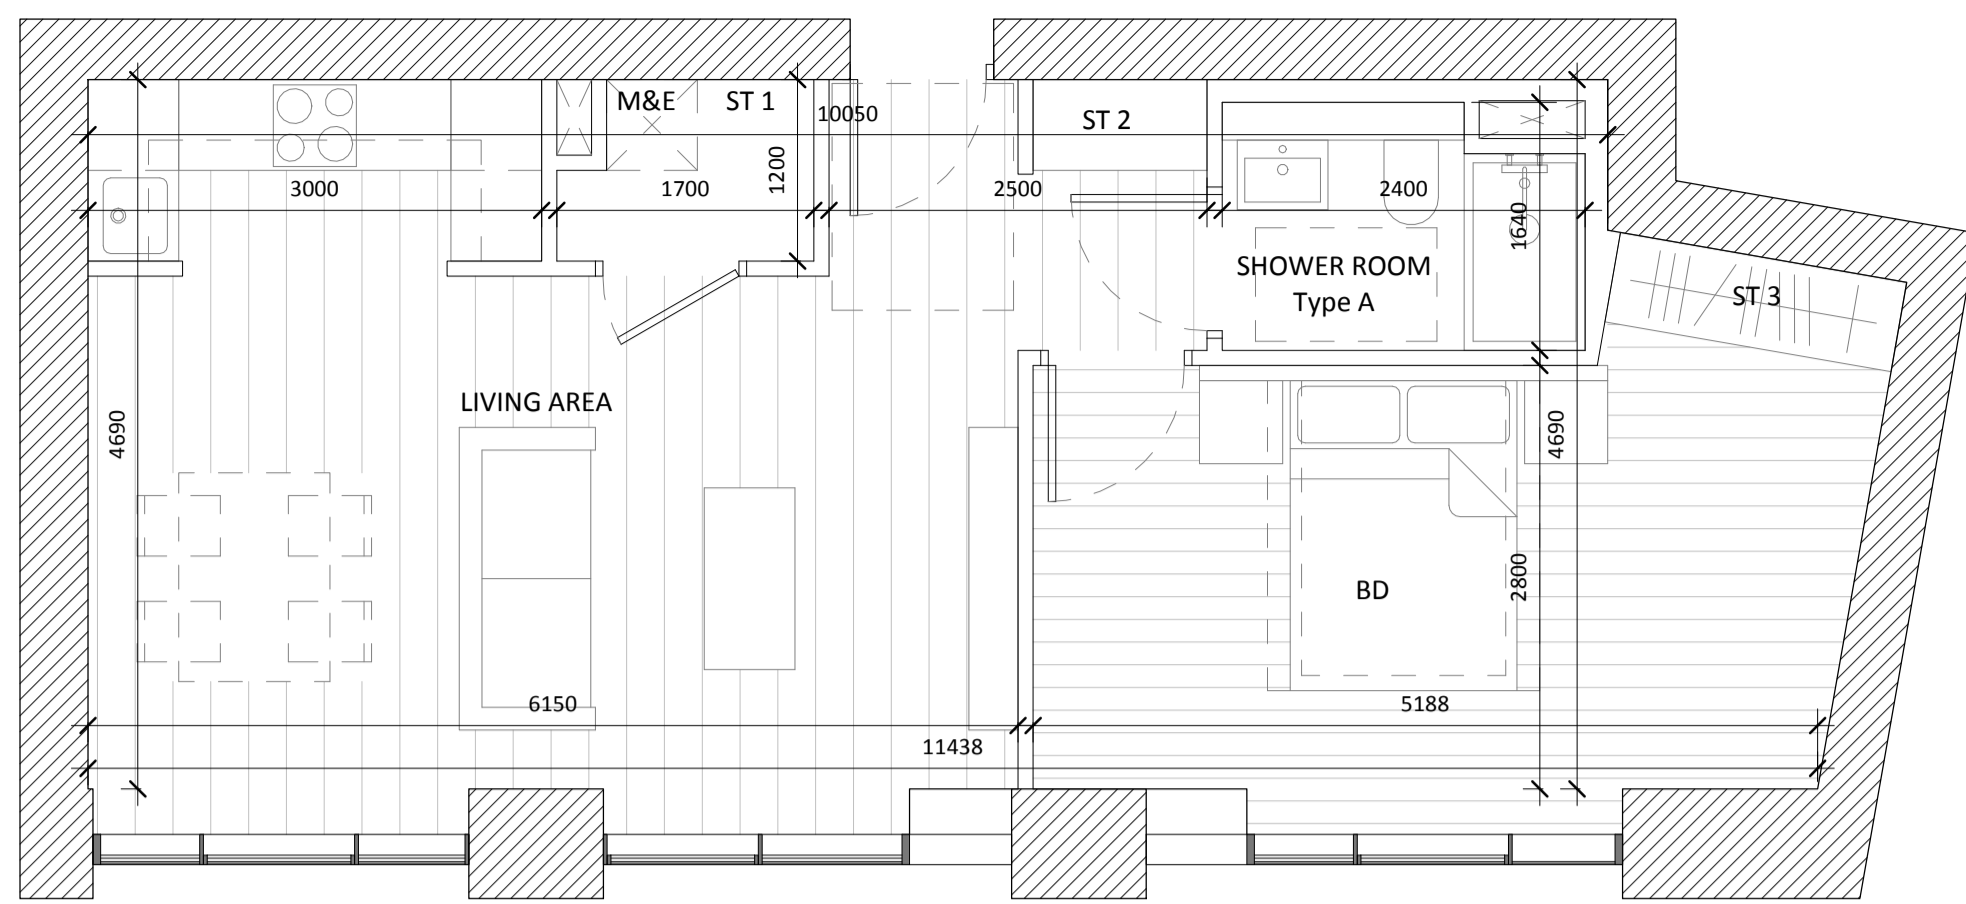 M&E
ST 1
10050
ST 2
1200
3000
1700
2500
2400
1640
SHOWER ROOM
Type A
ST 3
LIVING AREA
4690
4690
2800
BD
6150
5188
11438